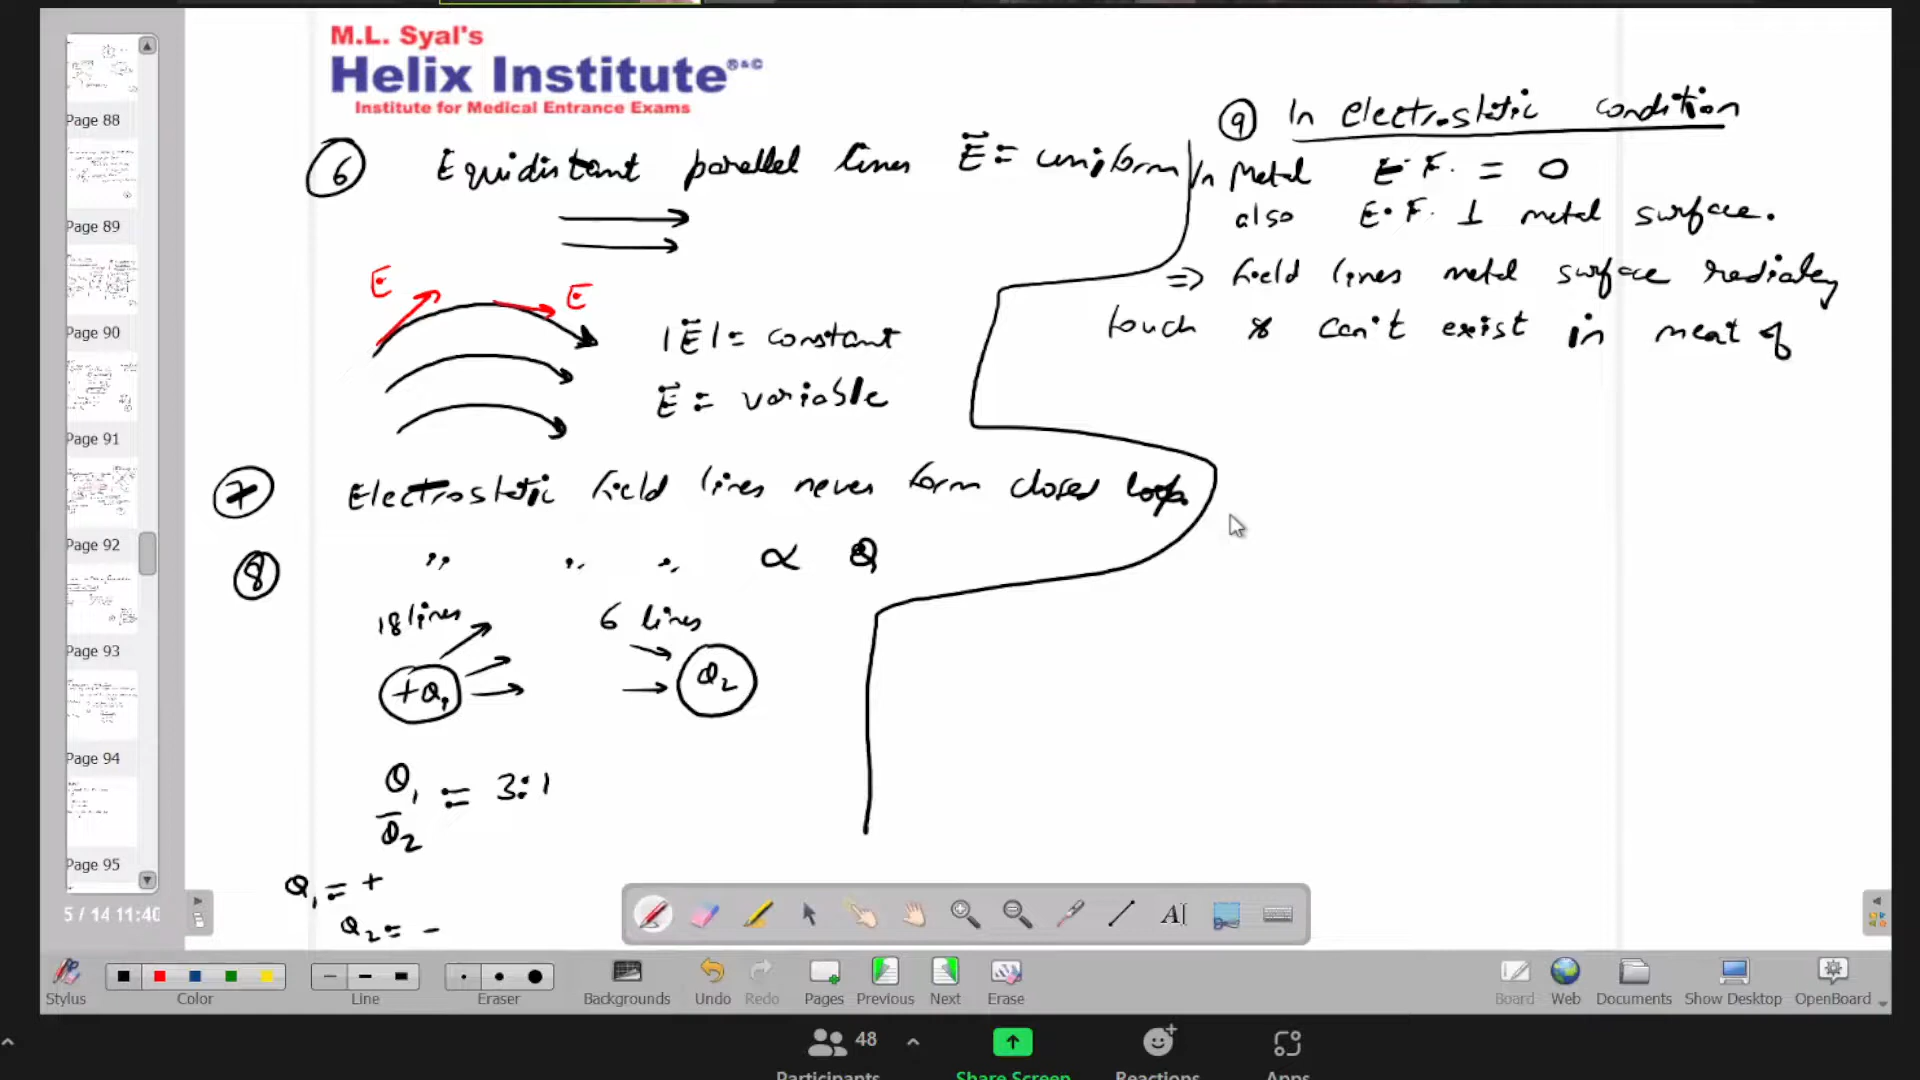 M.L. Syal's
Helix Institute®&©
Institute for Medical Entrance Exams
⑥ Equidistant parallel lines E⃗ = uniform
E
E
|E⃗| = constant
E⃗ = variable
⑦ Electrostatic field lines never form closed loop.
⑧ ,, ,, ,, ∝ Q
18 lines
6 lines
+Q₁
Q₂
Q₁/Q₂ = 3:1
Q₁ = +
Q₂ = -
⑨ In electrostatic condition
In Metal E.F. = 0
also E.F. ⊥ metal surface.
⇒ field lines metal surface radialy
touch & can't exist in
Page 88
Page 89
Page 90
Page 91
Page 92
Page 93
Page 94
Page 95
5 / 14 11:40
A
Stylus
Color
Line
Eraser
Backgrounds
Undo
Redo
Pages
Previous
Next
Erase
Board
Web
Documents
Show Desktop
OpenBoard
48
Participants
Share Screen
Reactions
Apps